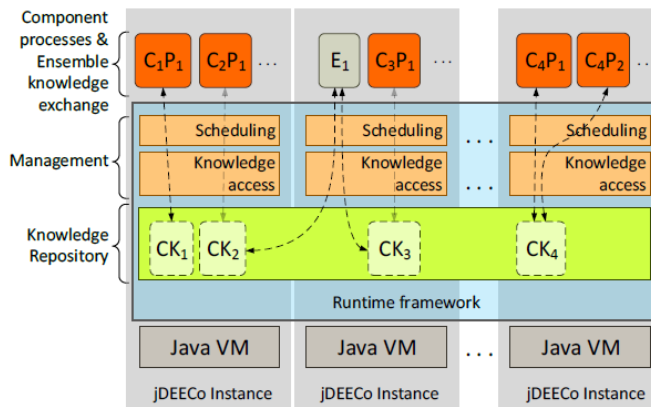 Component
processes &
Ensemble
knowledge
exchange
C₁P₁ C₂P₁ ...
E₁ C₃P₁ ...
C₄P₁ C₄P₂ ...
Management
Scheduling Scheduling ... Scheduling
Knowledge
access
Knowledge
access
...
Knowledge
access
Knowledge
Repository
CK₁ CK₂ CK₃ CK₄
Runtime framework
Java VM Java VM ... Java VM
jDEECo Instance jDEECo Instance jDEECo Instance